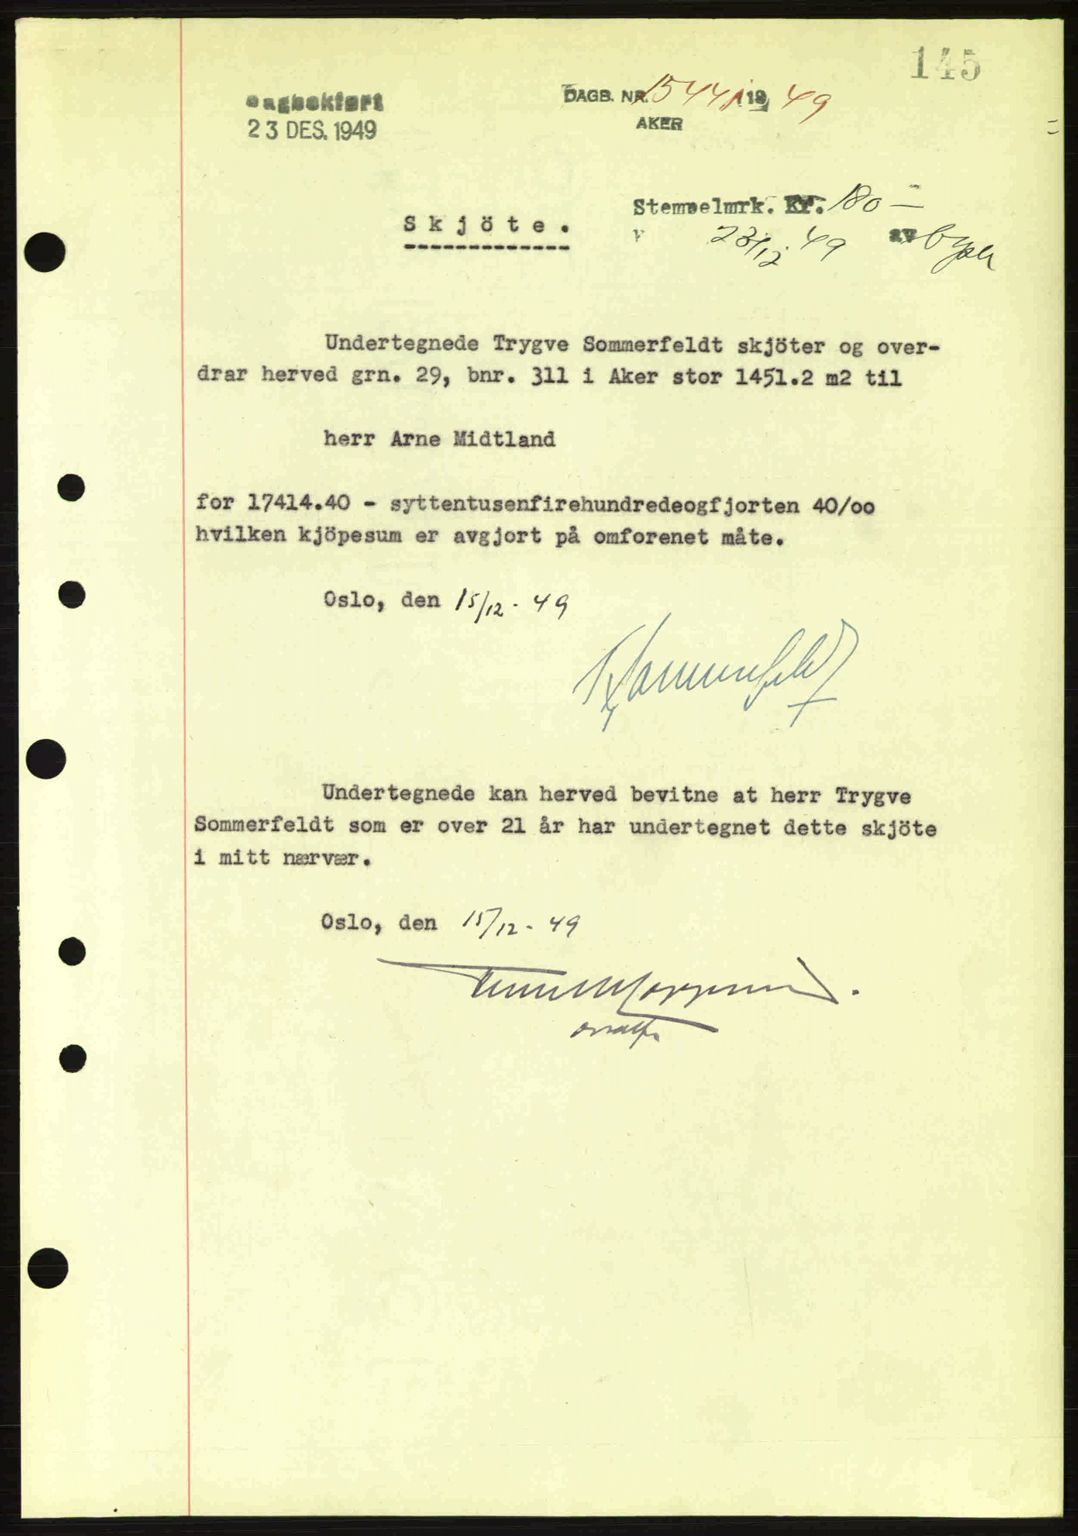 145
Dagbokført
23 DES. 1949
DAGB. NR. 15441 19 49
AKER
Stempelmrk. Kr. 180 —
23/12 49 av
Skjöte.
Undertegnede Trygve Sommerfeldt skjöter og over-
drar herved grn. 29, bnr. 311 i Aker stor 1451.2 m2 til
herr Arne Midtland
for 17414.40 - syttentusenfirehundredeogfjorten 40/oo
hvilken kjöpesum er avgjort på omforenet måte.
Oslo, den 15/12 - 49
Tr Sommerfeldt
Undertegnede kan herved bevitne at herr Trygve
Sommerfeldt som er over 21 år har undertegnet dette skjöte
i mitt nærvær.
Oslo, den 15/12 - 49